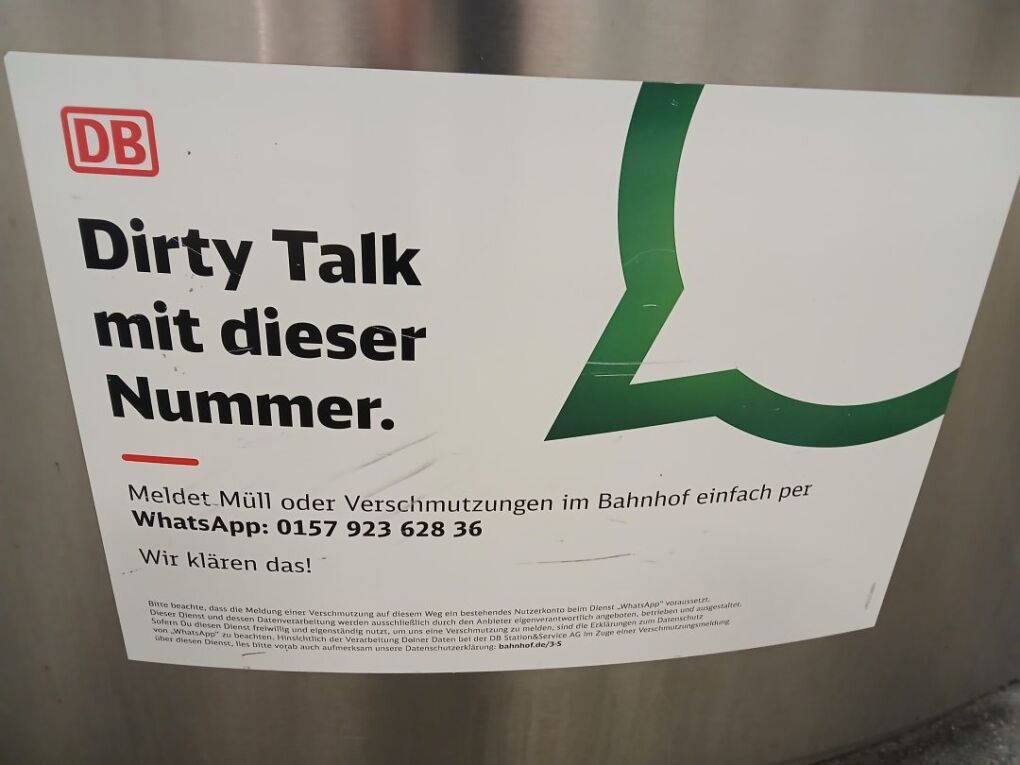 DB
Dirty Talk
mit dieser
Nummer.
Meldet Müll oder Verschmutzungen im Bahnhof einfach per
WhatsApp: 0157 923 628 36
Wir klären das!
Bitte beachte, dass die Meldung einer Verschmutzung auf diesem Weg ein bestehendes Nutzerkonto beim Dienst „WhatsApp" voraussetzt.
Dieser Dienst und dessen Datenverarbeitung werden ausschließlich durch den Anbieter eigenverantwortlich angeboten, betrieben und ausgestaltet.
Sofern Du diesen Dienst freiwillig und eigenständig nutzt, um uns eine Verschmutzung zu melden, sind die Erklärungen zum Datenschutz
von „WhatsApp" zu beachten. Hinsichtlich der Verarbeitung Deiner Daten bei der DB Station&Service AG im Zuge einer Verschmutzungsmeldung
über diesen Dienst, lies bitte vorab auch aufmerksam unsere Datenschutzerklärung: bahnhof.de/3-S